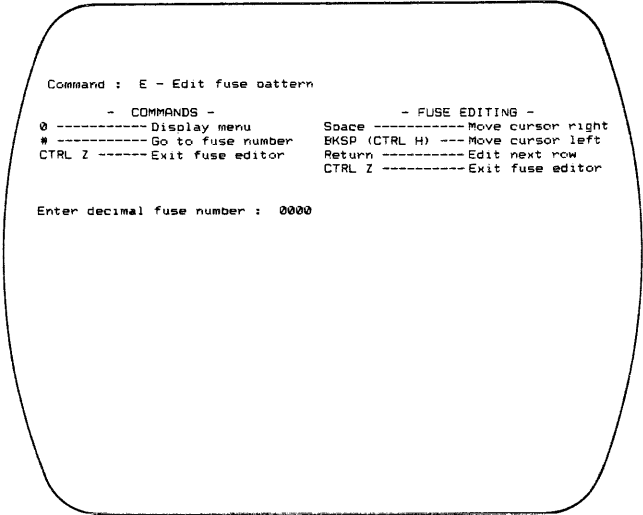 Command :  E - Edit fuse pattern
- COMMANDS -
0 ----------- Display menu
# ----------- Go to fuse number
CTRL Z ------ Exit fuse editor
- FUSE EDITING -
Space ----------- Move cursor right
BKSP (CTRL H) --- Move cursor left
Return ---------- Edit next row
CTRL Z ---------- Exit fuse editor
Enter decimal fuse number :  0000